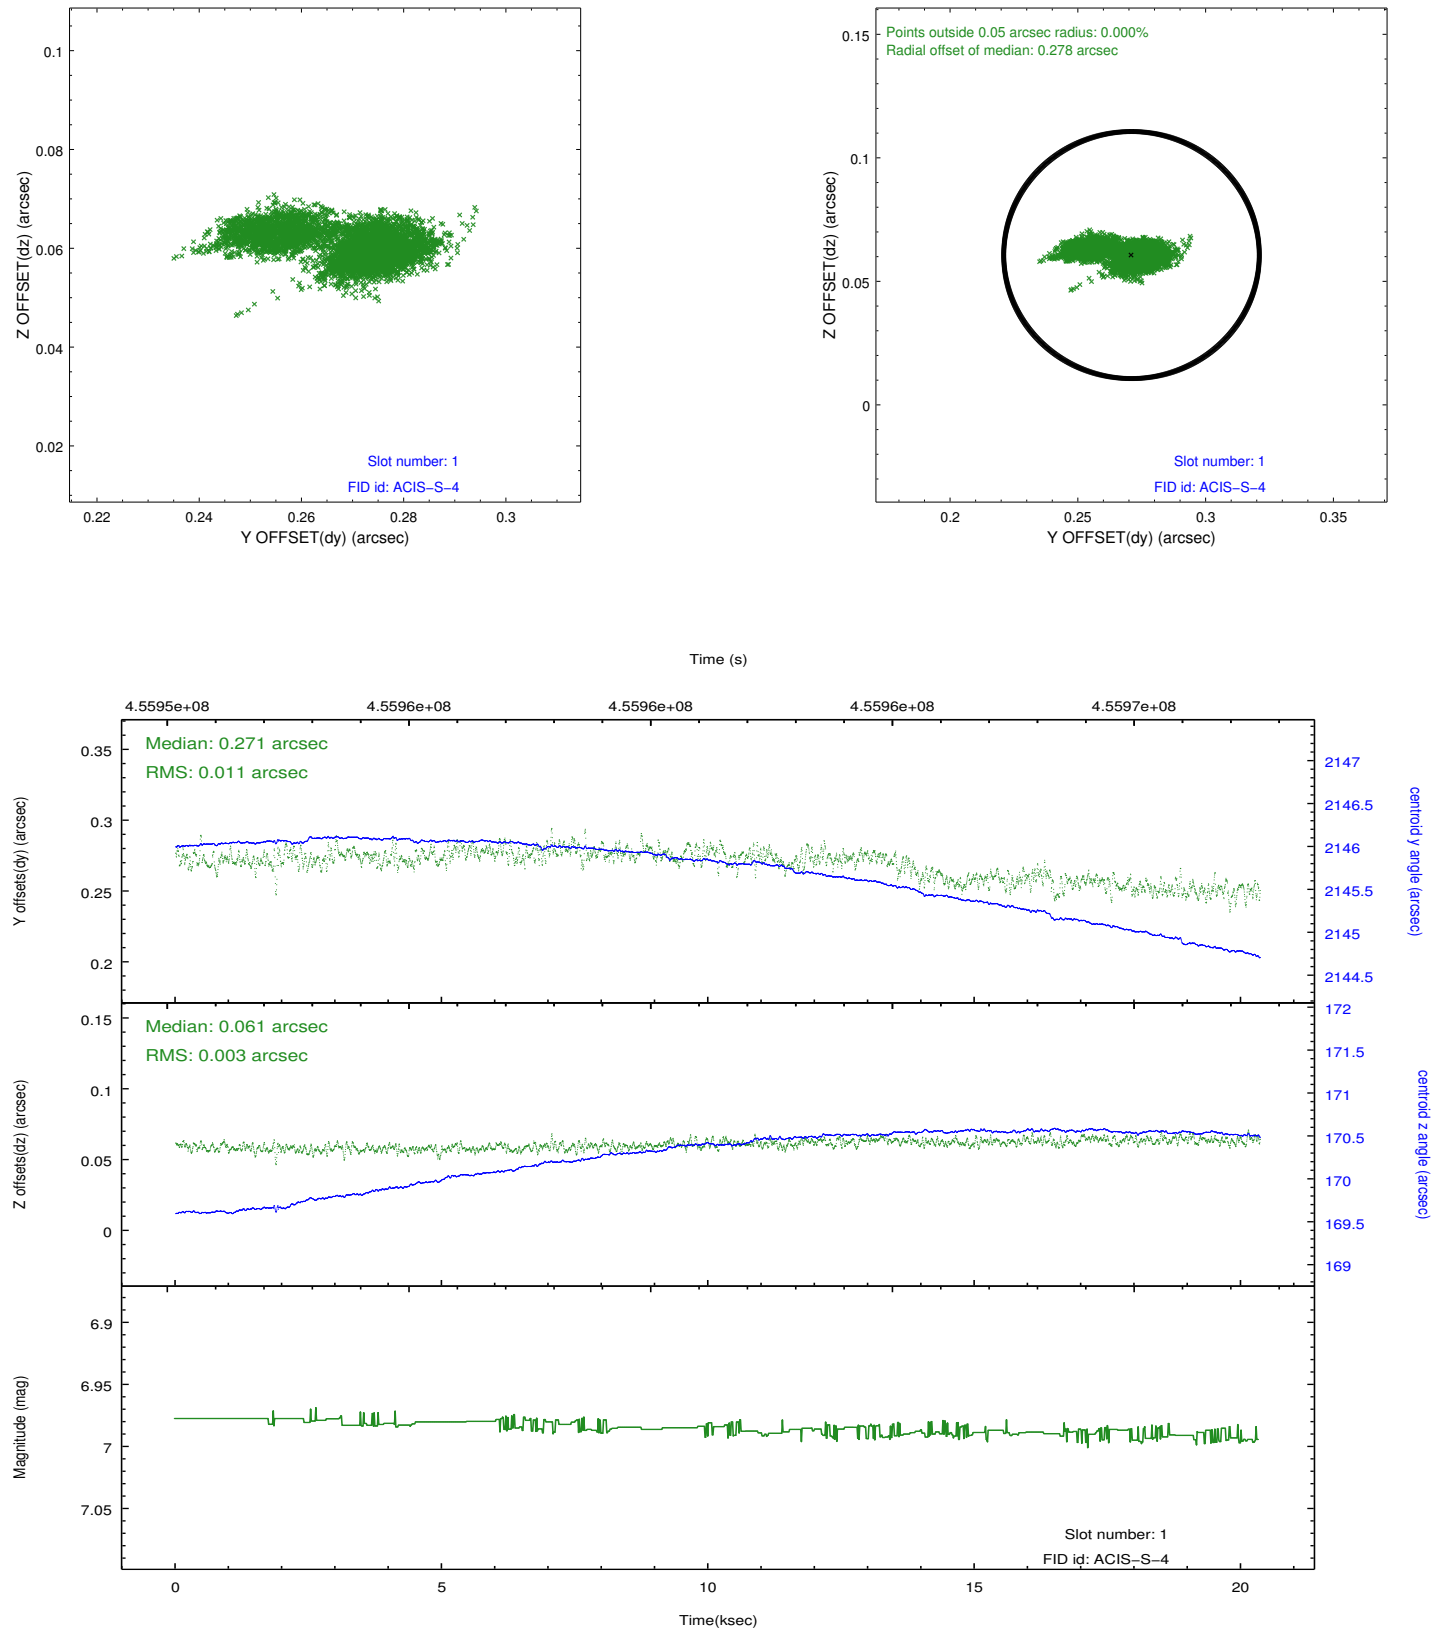 Points outside 0.05 arcsec radius: 0.000%
Radial offset of median: 0.278 arcsec
0.1
0.08
0.06
0.04
0.02
Z OFFSET(dz) (arcsec)
Slot number: 1
FID id: ACIS−S−4
0.22 0.24 0.26 0.28 0.3
Y OFFSET(dy) (arcsec)
0.15
0.1
0.05
0
Z OFFSET(dz) (arcsec)
Slot number: 1
FID id: ACIS−S−4
0.2 0.25 0.3 0.35
Y OFFSET(dy) (arcsec)
Time (s)
4.5595e+08 4.5596e+08 4.5596e+08 4.5596e+08 4.5597e+08
Median: 0.271 arcsec
RMS: 0.011 arcsec
0.35
0.3
0.25
0.2
Y offsets(dy) (arcsec)
2147
2146.5
2146
2145.5
2145
2144.5
centroid y angle (arcsec)
Median: 0.061 arcsec
RMS: 0.003 arcsec
0.15
0.1
0.05
0
Z offsets(dz) (arcsec)
172
171.5
171
170.5
170
169.5
169
centroid z angle (arcsec)
6.9
6.95
7
7.05
Magnitude (mag)
Slot number: 1
FID id: ACIS−S−4
0 5 10 15 20
Time(ksec)